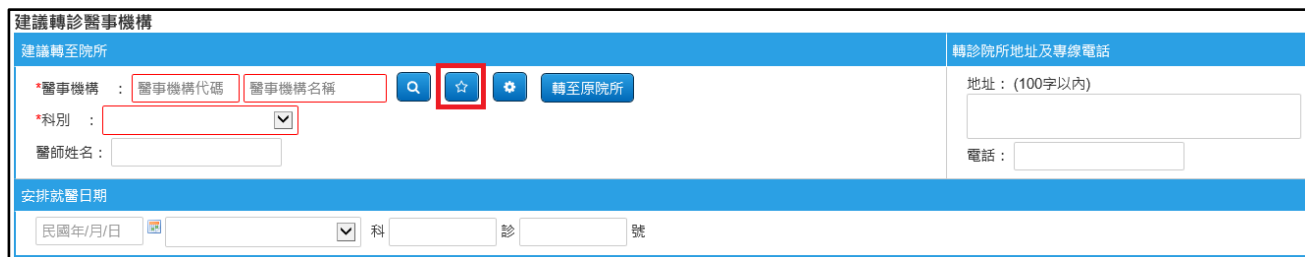 建議轉診醫事機構
建議轉至院所
*醫事機構 : 醫事機構代碼 醫事機構名稱 轉至原院所
*科別 :
醫師姓名:
轉診院所地址及專線電話
地址: (100字以內)
電話:
安排就醫日期
民國年/月/日 科 診 號